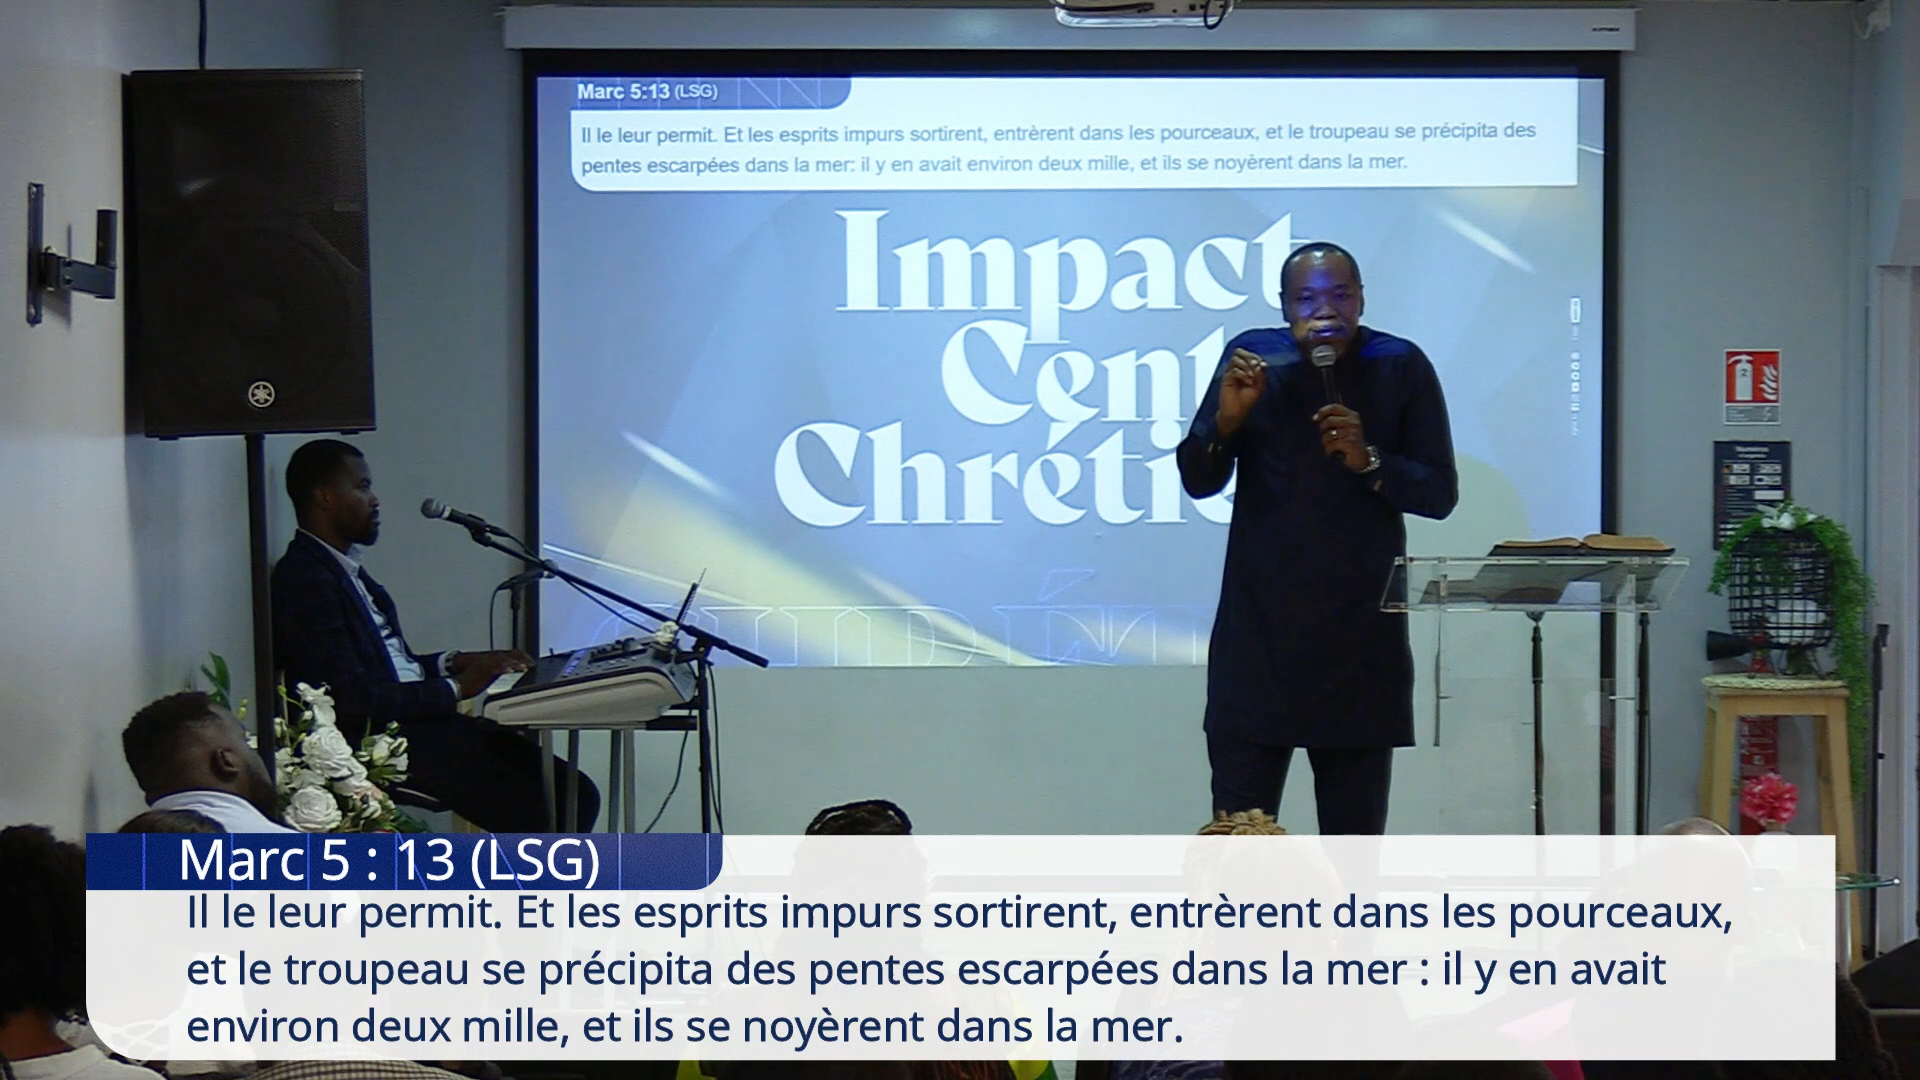 Marc 5:13 (LSG)
Il le leur permit. Et les esprits impurs sortirent, entrèrent dans les pourceaux, et le troupeau se précipita des
pentes escarpées dans la mer: il y en avait environ deux mille, et ils se noyèrent dans la mer.
Impact
Cent
Chrétie
Marc 5 : 13 (LSG)
Il le leur permit. Et les esprits impurs sortirent, entrèrent dans les pourceaux,
et le troupeau se précipita des pentes escarpées dans la mer : il y en avait
environ deux mille, et ils se noyèrent dans la mer.